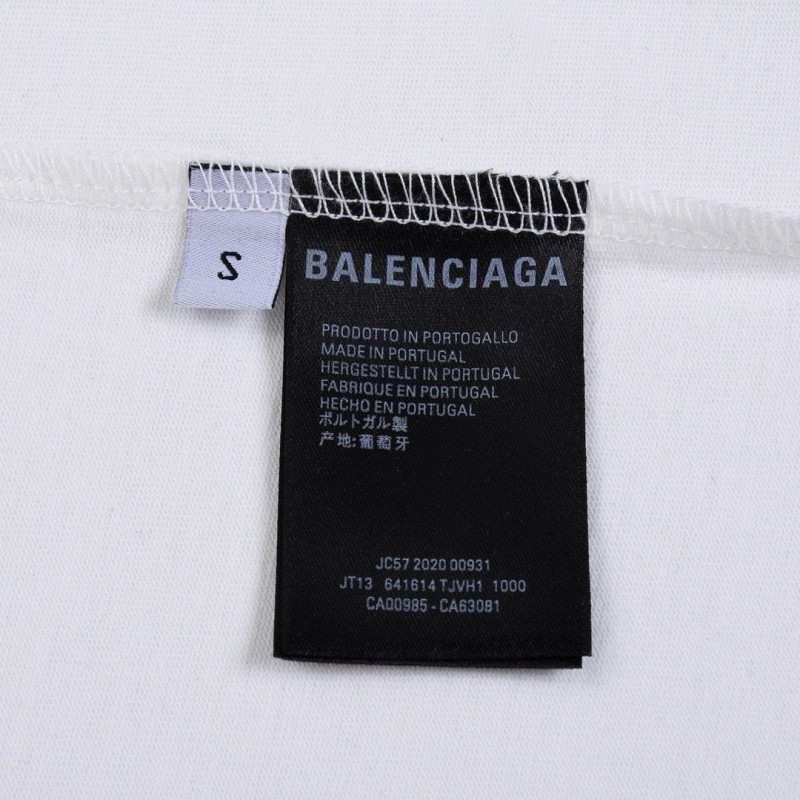 S
BALENCIAGA
PRODOTTO IN PORTOGALLO
MADE IN PORTUGAL
HERGESTELLT IN PORTUGAL
FABRIQUE EN PORTUGAL
HECHO EN PORTUGAL
ポルトガル製
产地:葡萄牙
JC57 2020 00931
JT13 641614 TJVH1 1000
CA00985 - CA63081